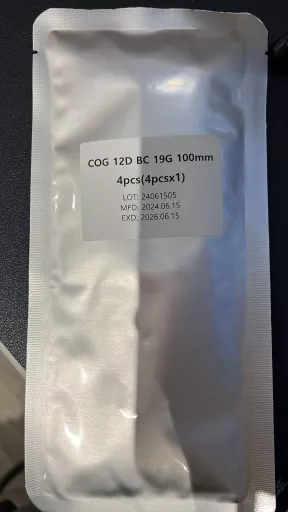 COG 12D BC 19G 100mm
4pcs(4pcsx1)
LOT: 24061505
MFD: 2024.06.15
EXD: 2026.06.15